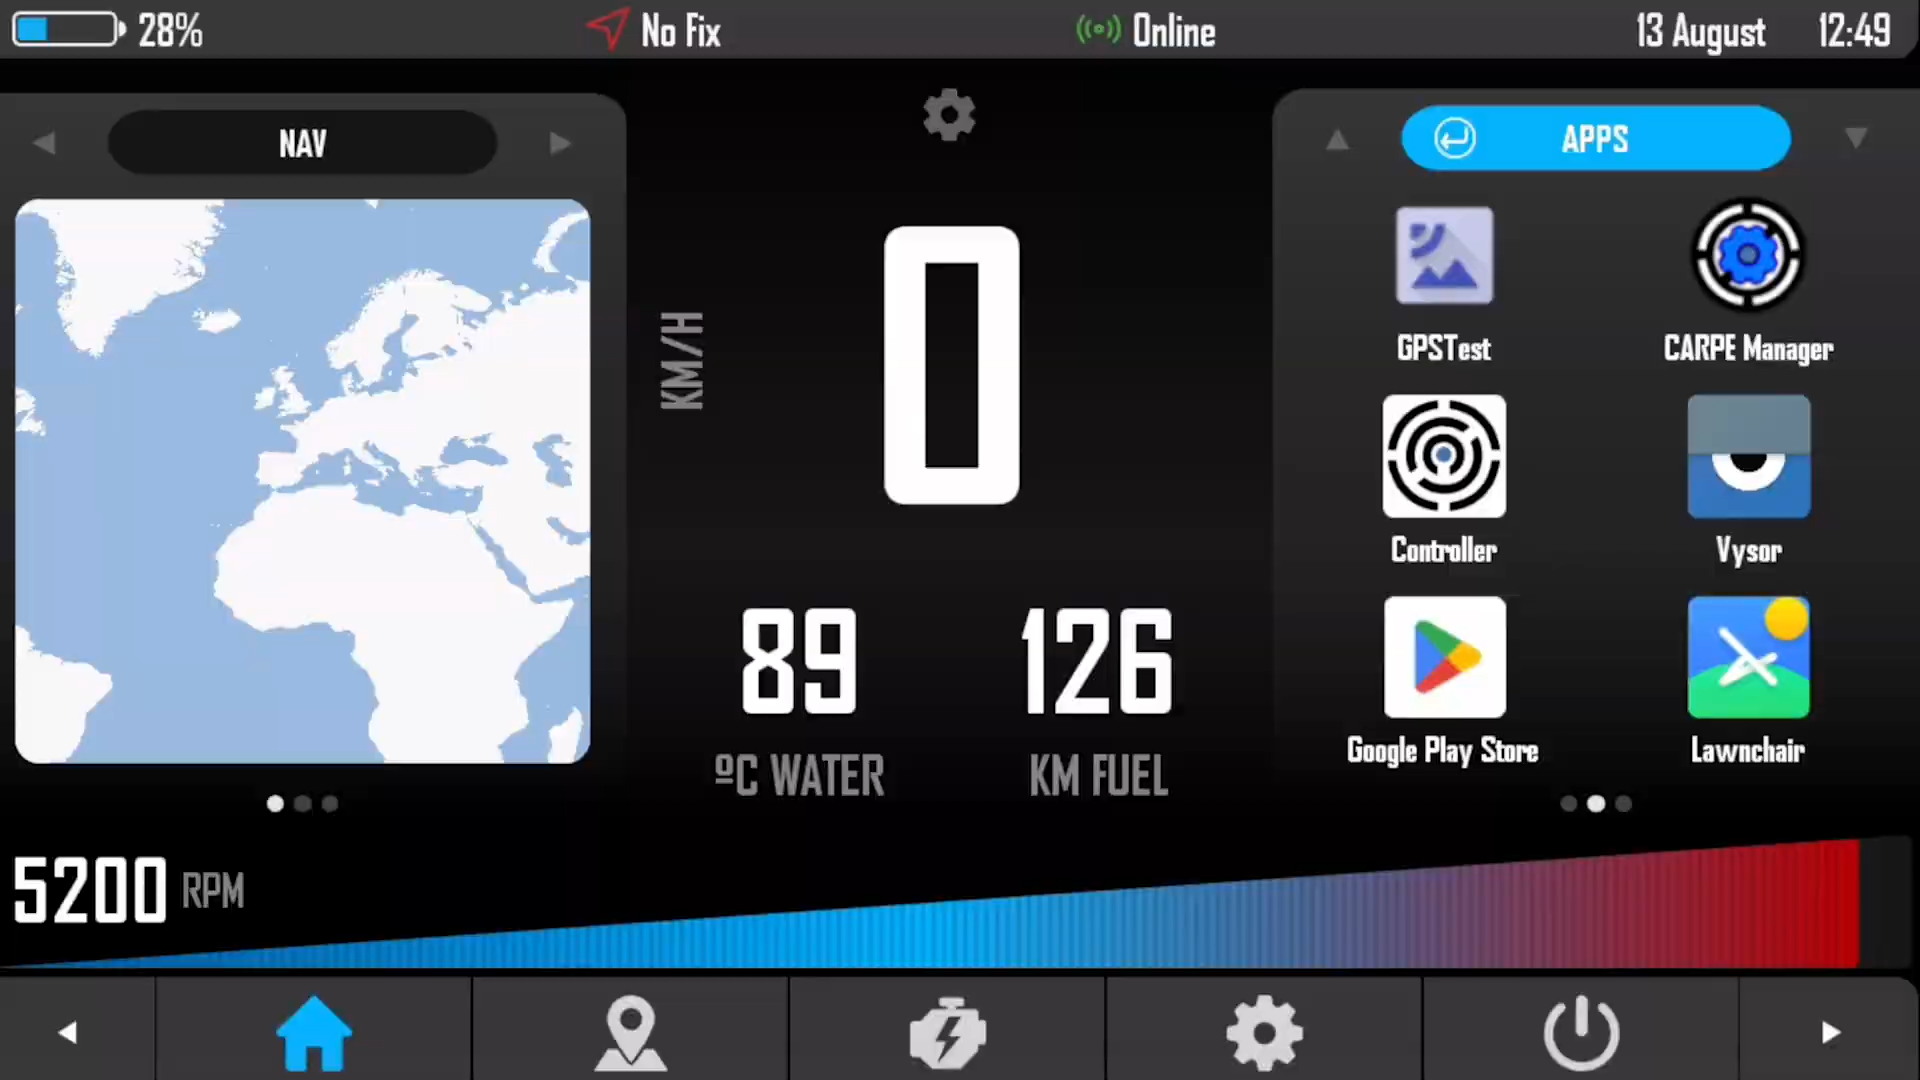 28%
No Fix
Online
13 August
12:49
NAV
APPS
KM/H
0
GPSTest
CARPE Manager
Controller
Vysor
Google Play Store
Lawnchair
89
126
ºC WATER
KM FUEL
5200 RPM